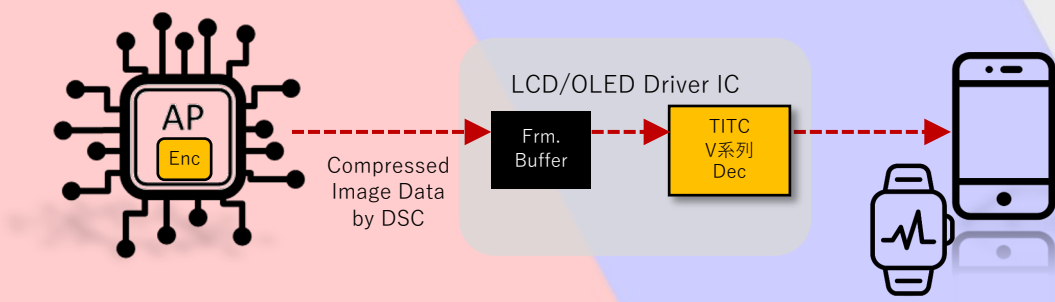 AP
Enc
Compressed
Image Data
by DSC
LCD/OLED Driver IC
Frm.
Buffer
TITC
V系列
Dec